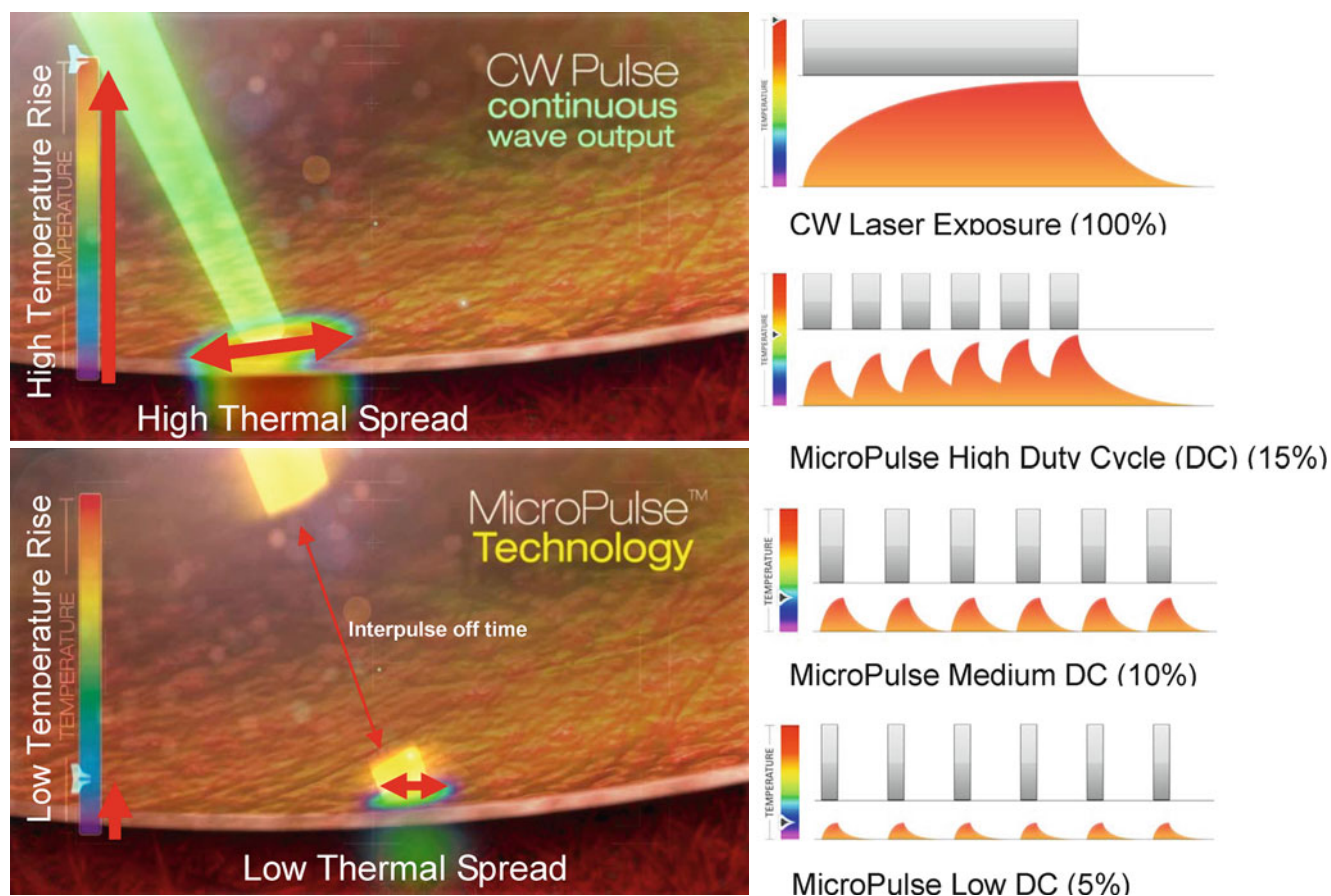 High Temperature Rise
TEMPERATURE
CW Pulse
continuous
wave output
High Thermal Spread
Low Temperature Rise
TEMPERATURE
MicroPulse™
Technology
Interpulse off time
Low Thermal Spread
TEMPERATURE
CW Laser Exposure (100%)
TEMPERATURE
MicroPulse High Duty Cycle (DC) (15%)
TEMPERATURE
MicroPulse Medium DC (10%)
TEMPERATURE
MicroPulse Low DC (5%)